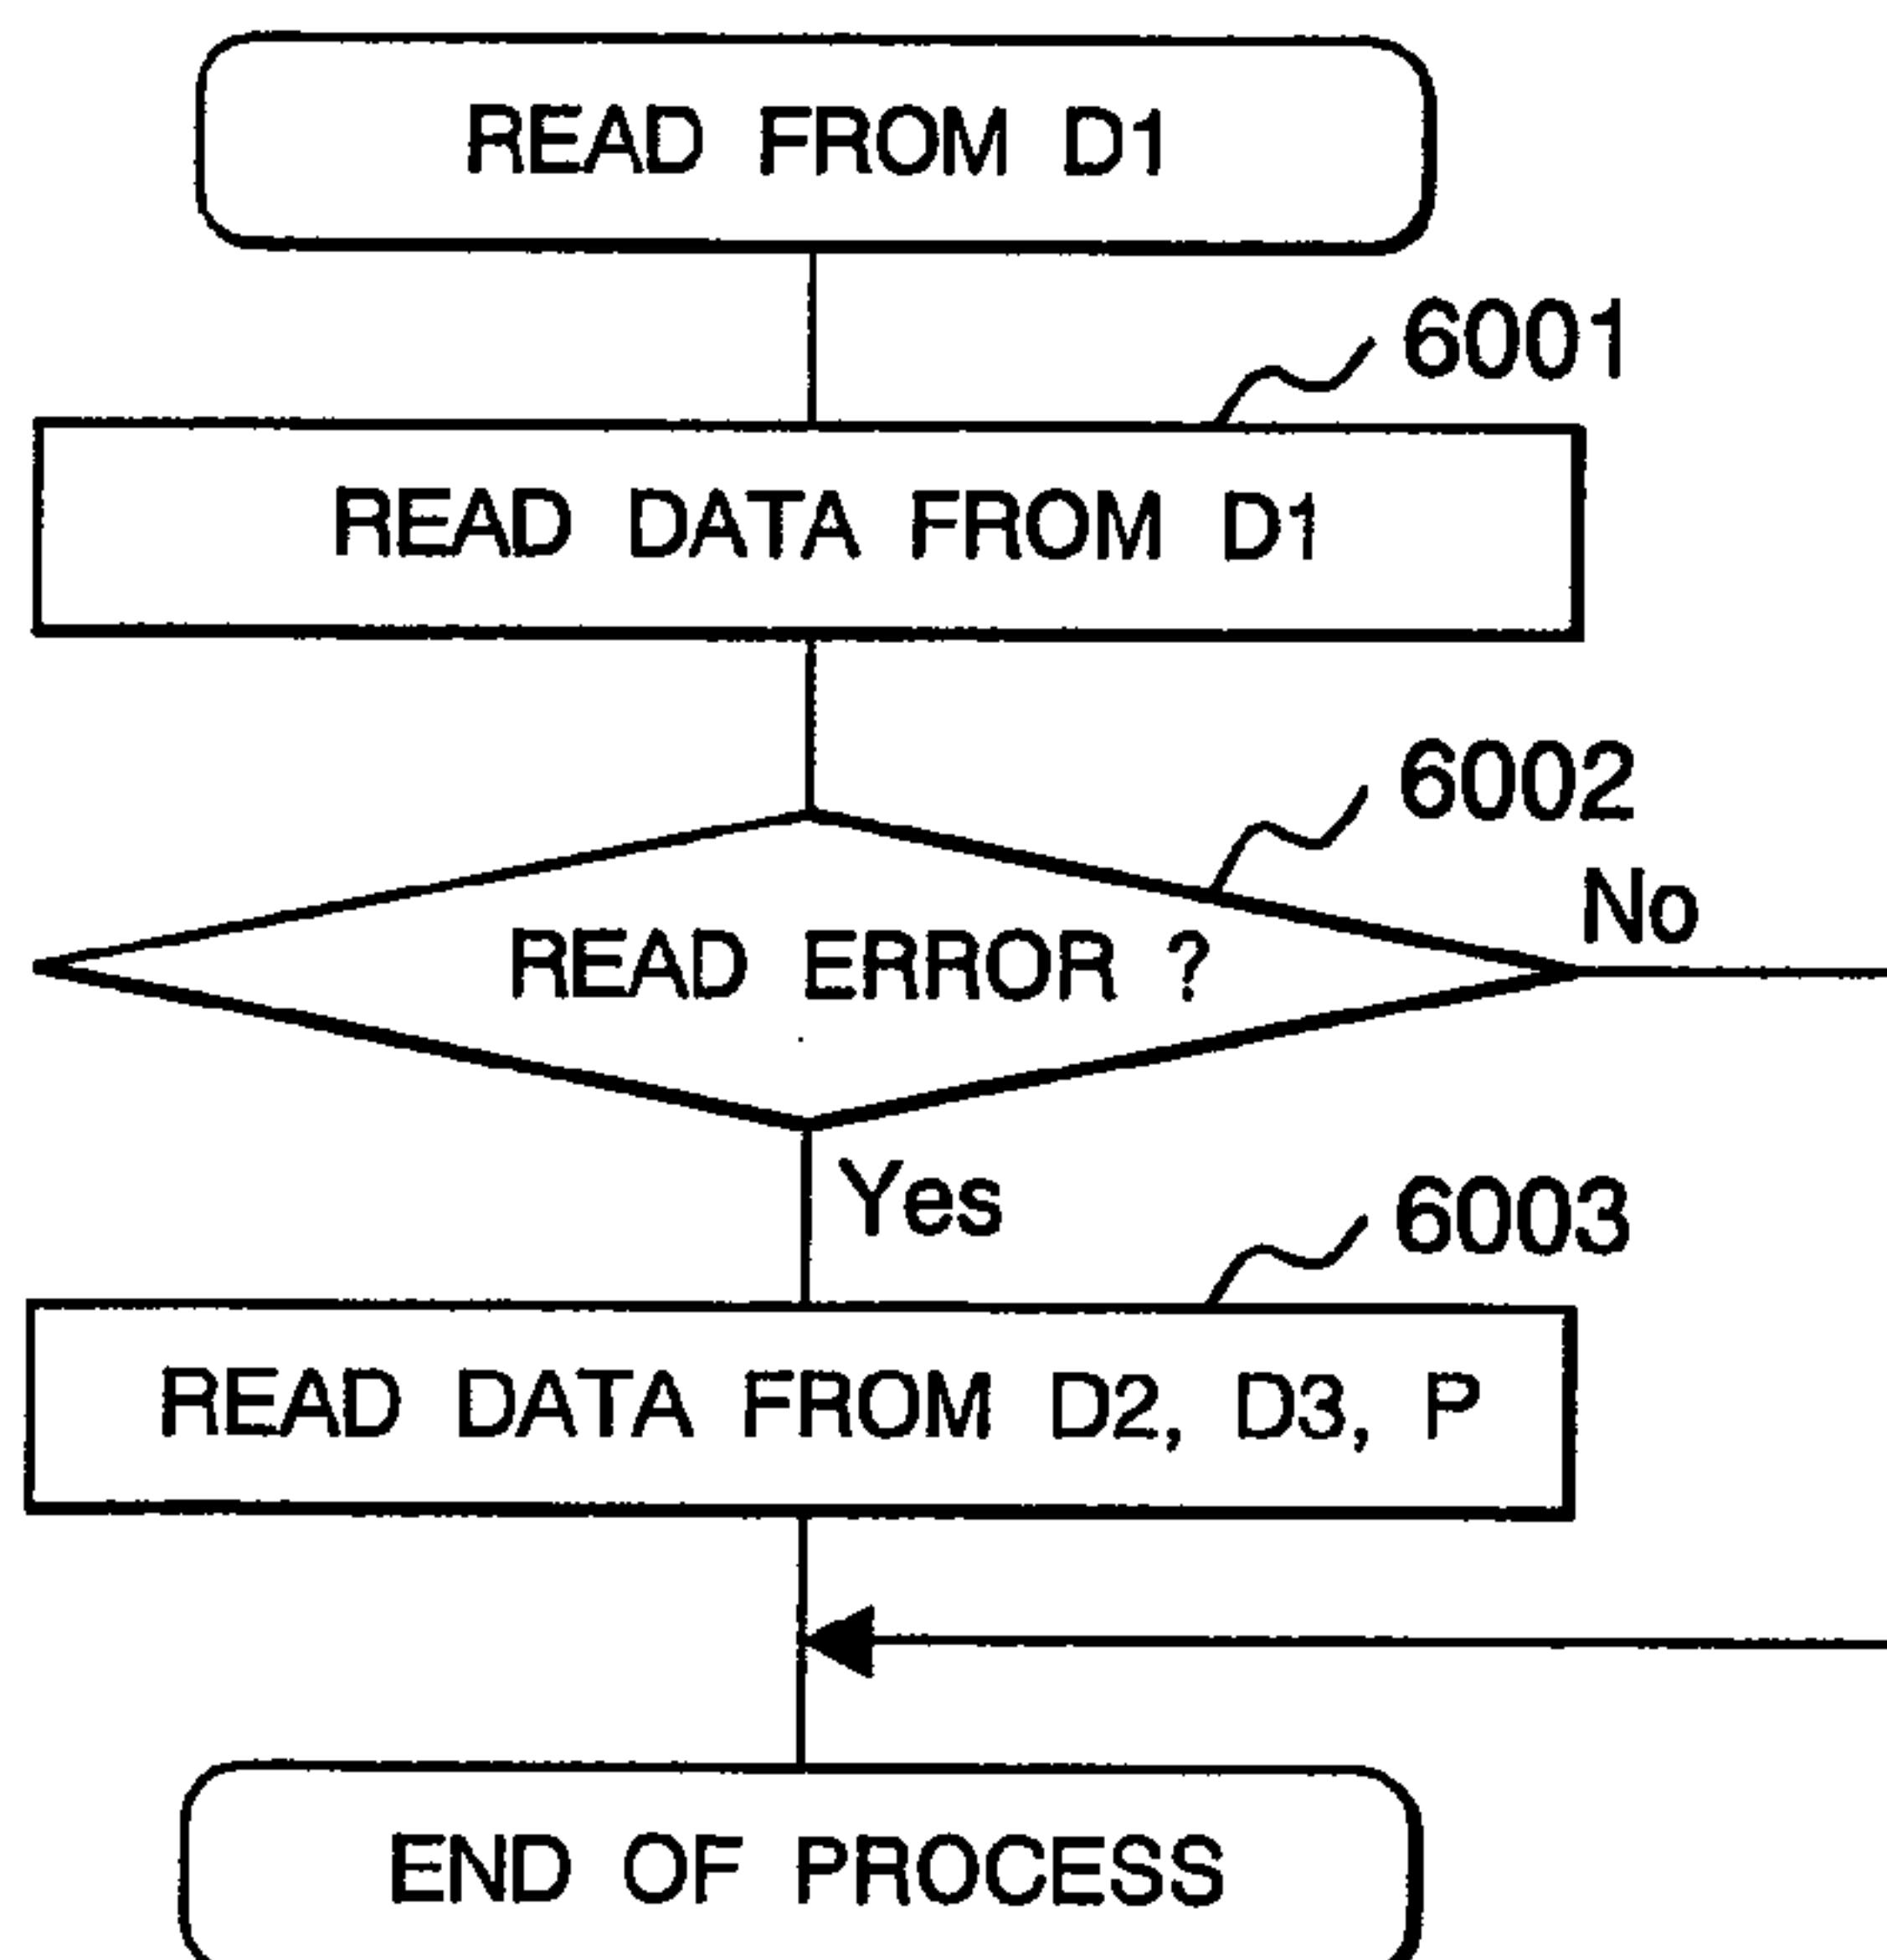 READ FROM D1
6001
READ DATA FROM D1
6002
No
READ ERROR ?
Yes
6003
READ DATA FROM D2, D3, P
END OF PROCESS